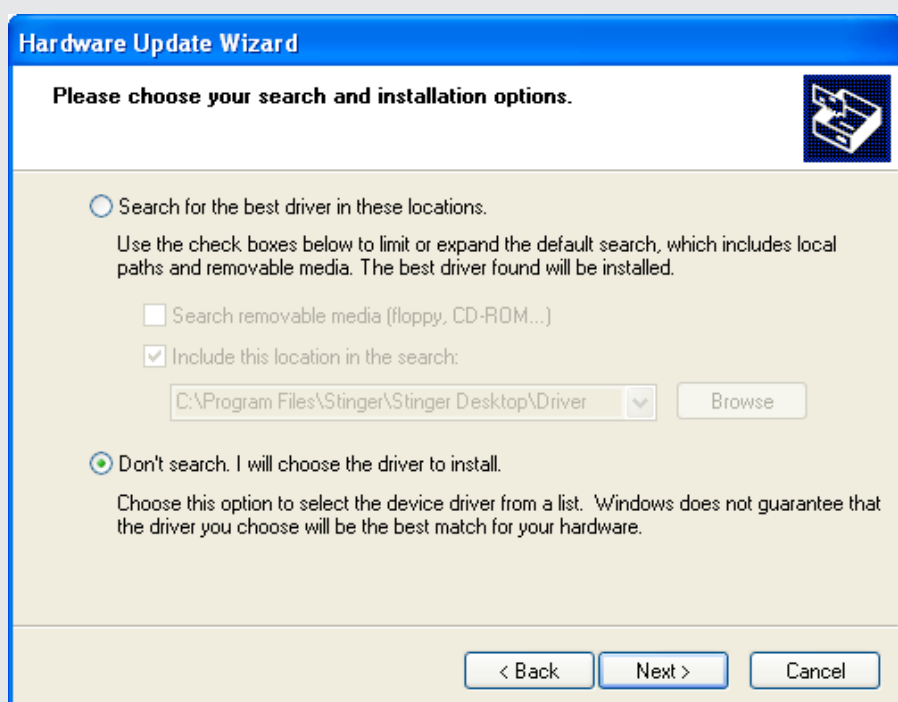 Hardware Update Wizard
Please choose your search and installation options.
Search for the best driver in these locations.
Use the check boxes below to limit or expand the default search, which includes local
paths and removable media. The best driver found will be installed.
Search removable media (floppy, CD-ROM...)
Include this location in the search:
C:\Program Files\Stinger\Stinger Desktop\Driver
Browse
Don't search. I will choose the driver to install.
Choose this option to select the device driver from a list.  Windows does not guarantee that
the driver you choose will be the best match for your hardware.
< Back
Next >
Cancel